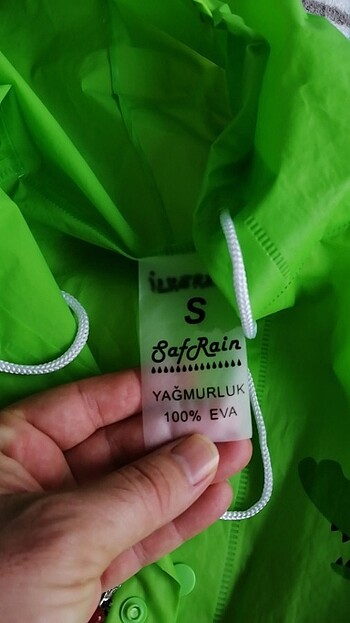 S
SafRain
YAĞMURLUK
100% EVA